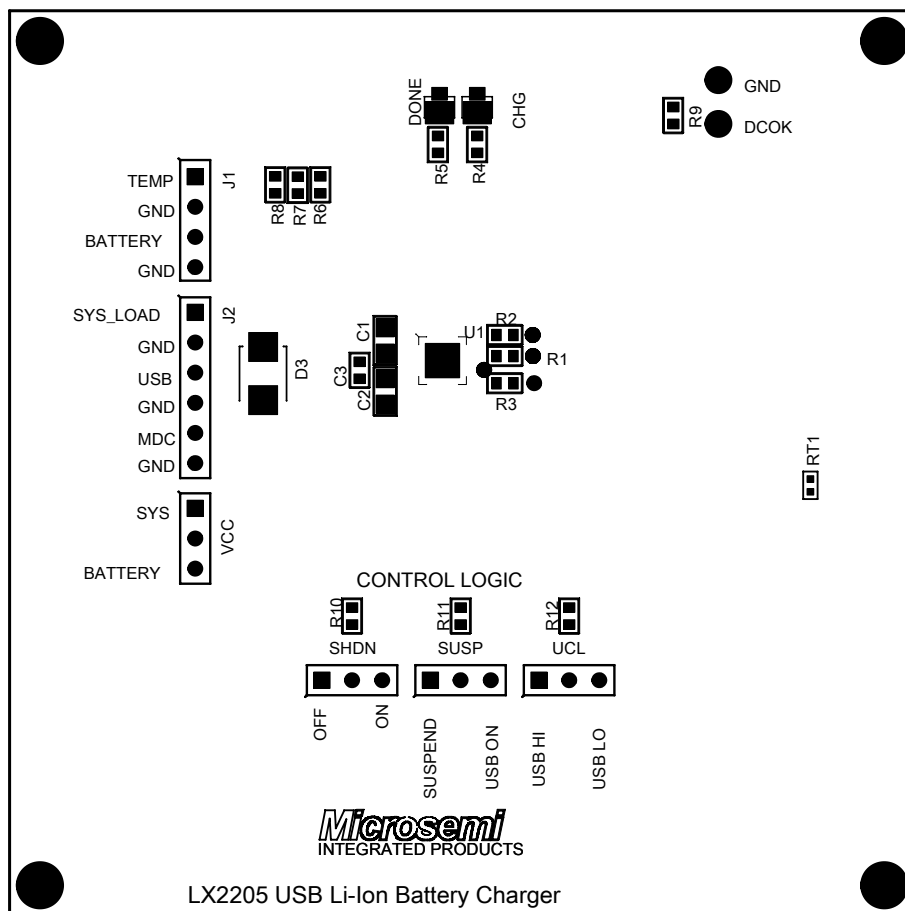 DONE
CHG
R5
R4
R9
GND
DCOK
TEMP
J1
GND
BATTERY
GND
R8
R7
R6
SYS_LOAD
J2
GND
USB
GND
MDC
GND
D3
C1
C3
C2
U1
R2
R1
R3
RT1
SYS
VCC
BATTERY
CONTROL LOGIC
R10
R11
R12
SHDN
SUSP
UCL
OFF
ON
SUSPEND
USB ON
USB HI
USB LO
Microsemi
INTEGRATED PRODUCTS
LX2205 USB Li-Ion Battery Charger